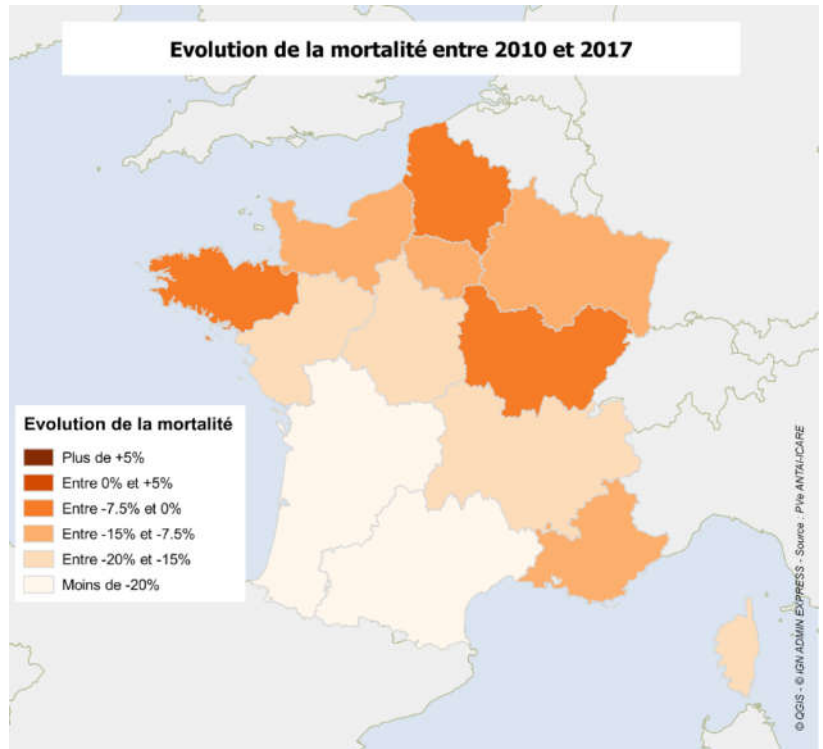 Evolution de la mortalité entre 2010 et 2017
Evolution de la mortalité
Plus de +5%
Entre 0% et +5%
Entre -7.5% et 0%
Entre -15% et -7.5%
Entre -20% et -15%
Moins de -20%
© QGIS - © IGN ADMIN EXPRESS - Source : PVe ANTAI-ICARE